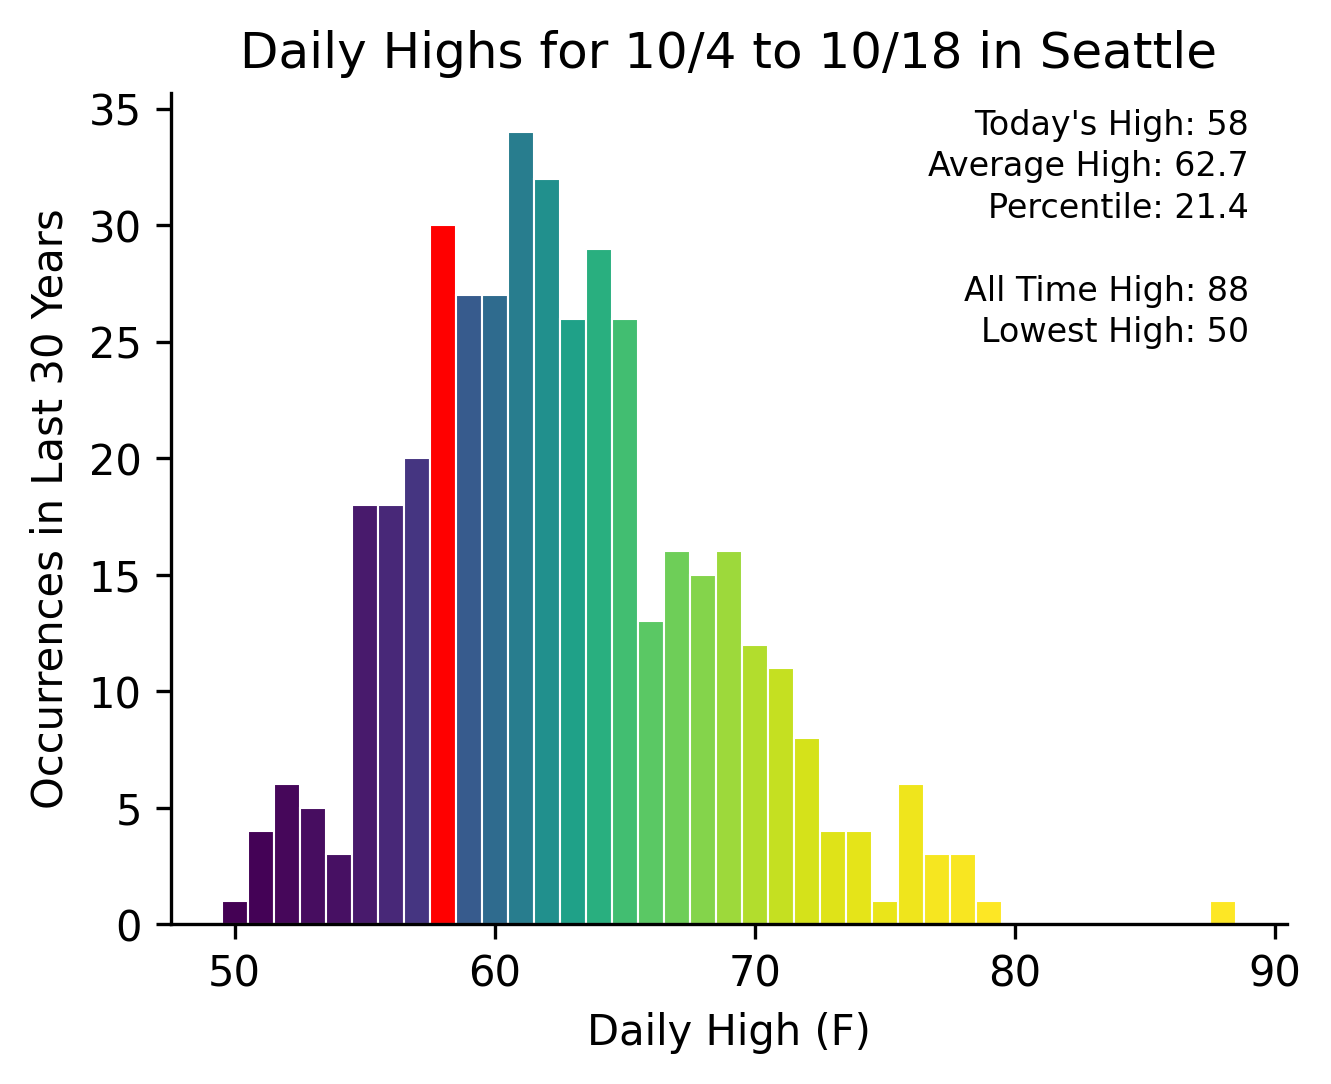 Daily Highs for 10/4 to 10/18 in Seattle
Today's High: 58
Average High: 62.7
Percentile: 21.4
All Time High: 88
Lowest High: 50
Occurrences in Last 30 Years
35
30
25
20
15
10
5
0
50 60 70 80 90
Daily High (F)